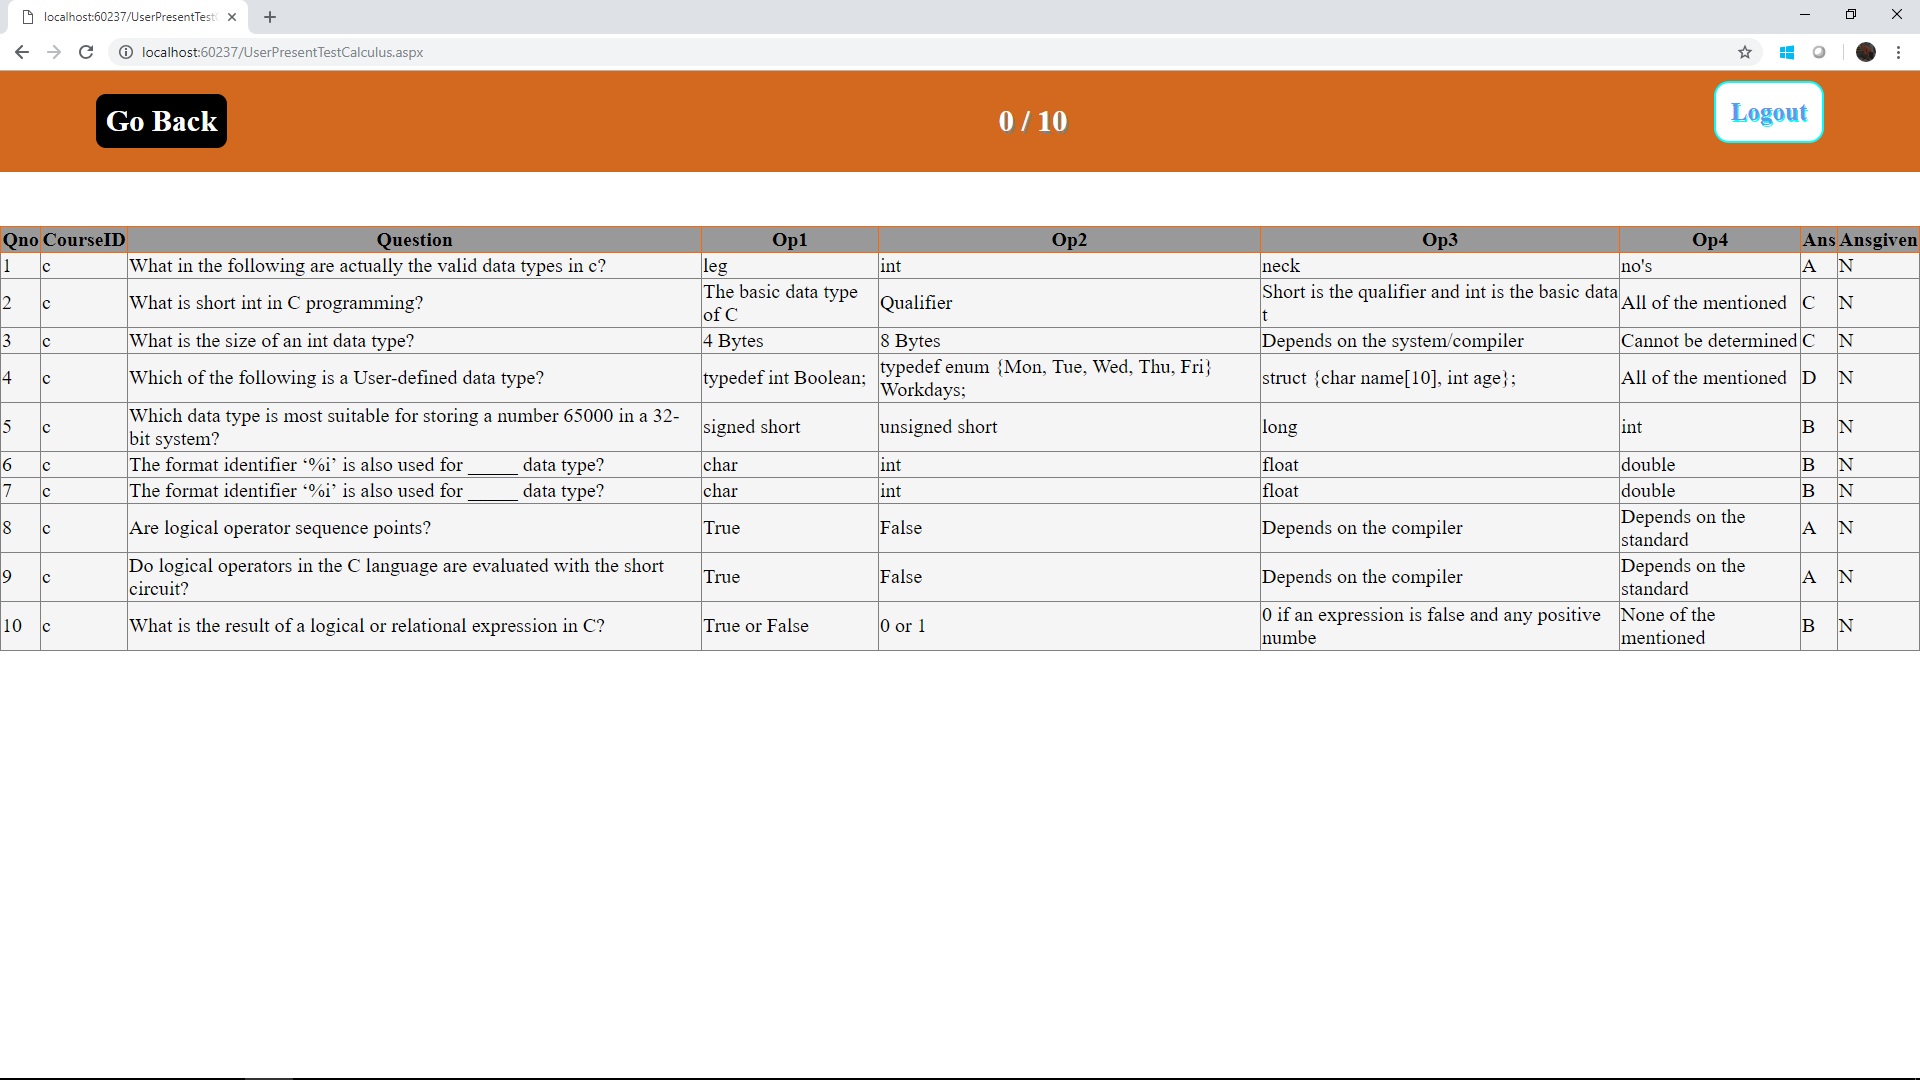 localhost:60237/UserPresentTest
localhost:60237/UserPresentTestCalculus.aspx
Go Back
0 / 10
Logout
Qno CourseID Question Op1 Op2 Op3 Op4 Ans Ansgiven
1 c What in the following are actually the valid data types in c? leg int neck no's A N
2 c What is short int in C programming? The basic data type Qualifier Short is the qualifier and int is the basic data All of the mentioned C N
of C t
3 c What is the size of an int data type? 4 Bytes 8 Bytes Depends on the system/compiler Cannot be determined C N
4 c Which of the following is a User-defined data type? typedef int Boolean; typedef enum {Mon, Tue, Wed, Thu, Fri} struct {char name[10], int age}; All of the mentioned D N
Workdays;
5 c Which data type is most suitable for storing a number 65000 in a 32- signed short unsigned short long int B N
bit system?
6 c The format identifier ‘%i’ is also used for _____ data type? char int float double B N
7 c The format identifier ‘%i’ is also used for _____ data type? char int float double B N
8 c Are logical operator sequence points? True False Depends on the compiler Depends on the A N
standard
9 c Do logical operators in the C language are evaluated with the short True False Depends on the compiler Depends on the A N
circuit? standard
10 c What is the result of a logical or relational expression in C? True or False 0 or 1 0 if an expression is false and any positive None of the B N
numbe mentioned